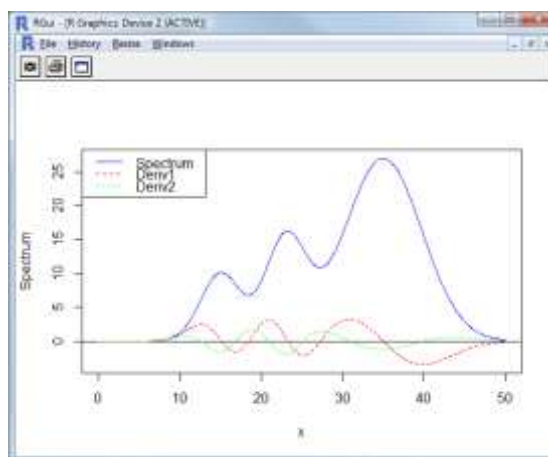 RGui - [R Graphics: Device 2 (ACTIVE)]
File History Resize Windows
Spectrum
Deriv1
Deriv2
25
20
15
10
5
0
Spectrum
0 10 20 30 40 50
x